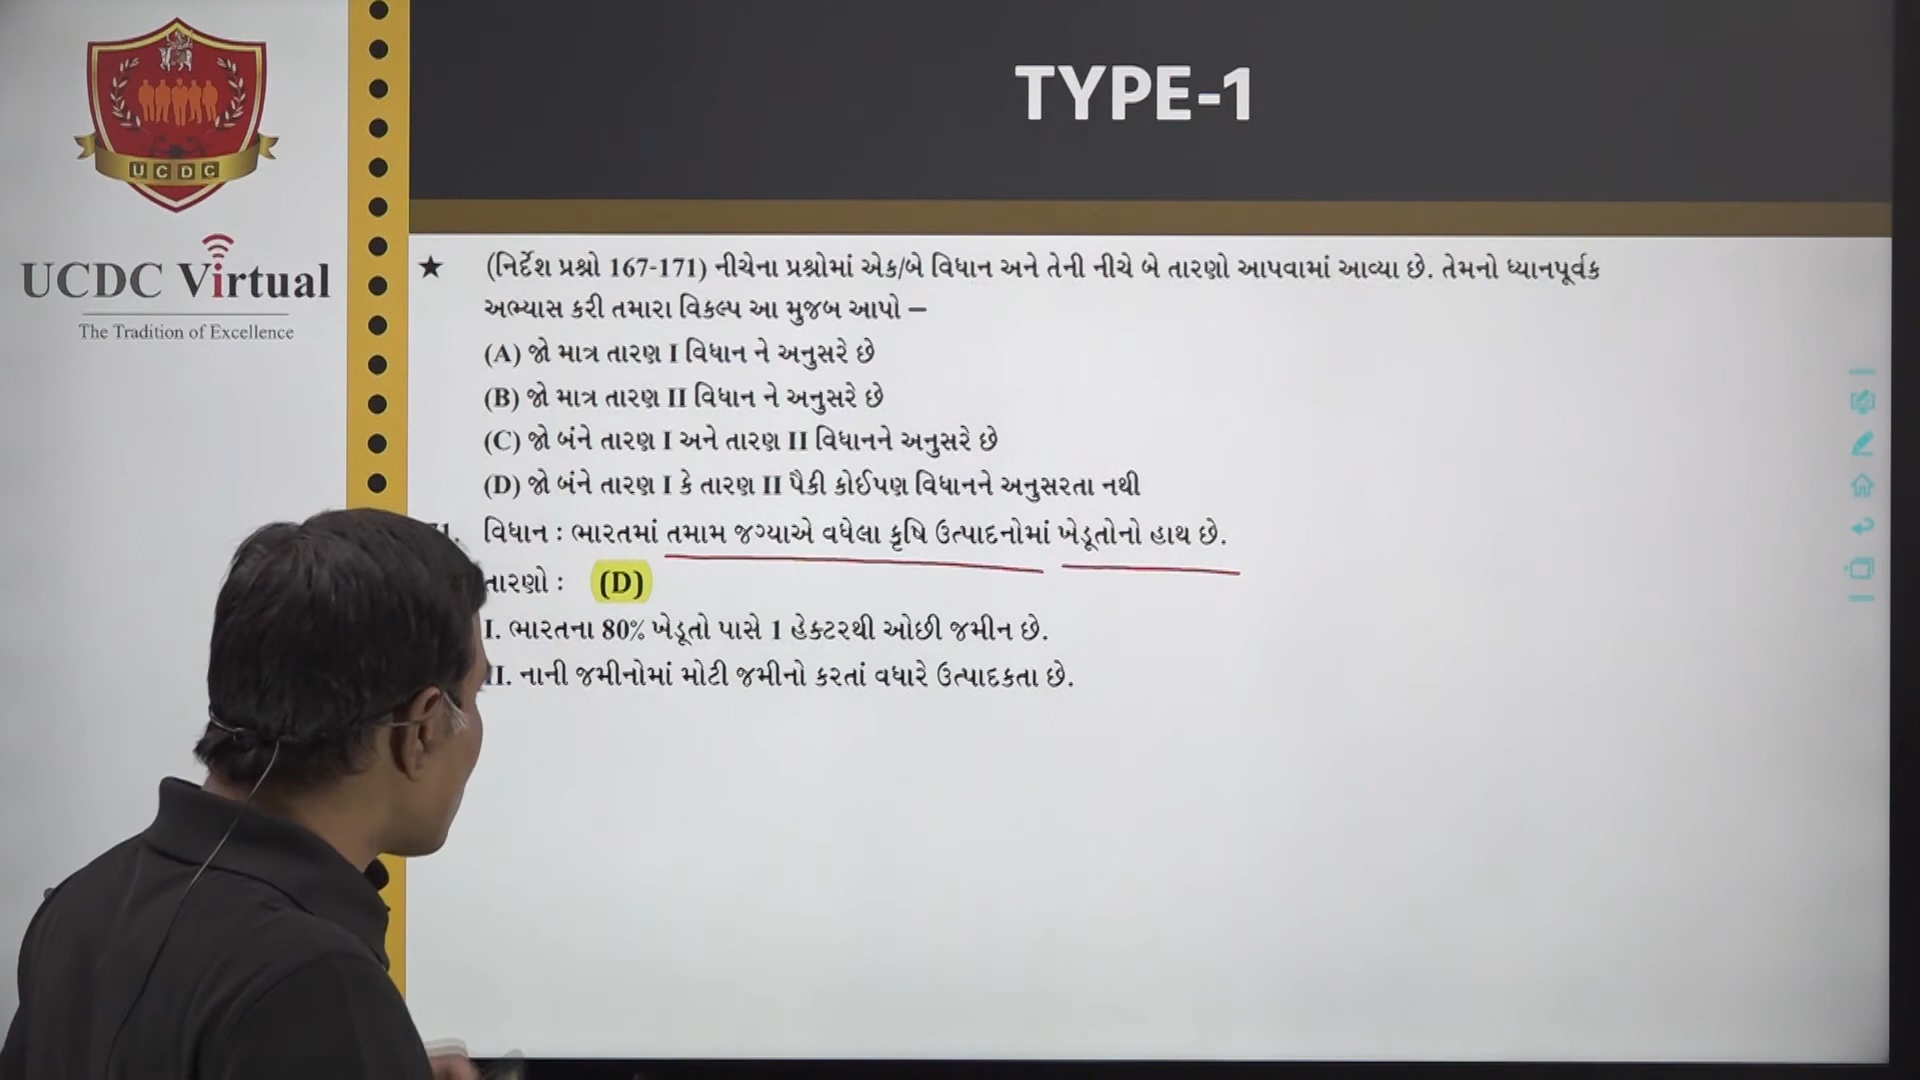 TYPE-1
UCDC
UCDC Virtual
The Tradition of Excellence
★ (નિર્દેશ પ્રશ્નો 167-171) નીચેના પ્રશ્નોમાં એક/બે વિધાન અને તેની નીચે બે તારણો આપવામાં આવ્યા છે. તેમનો ધ્યાનપૂર્વક
અભ્યાસ કરી તમારા વિકલ્પ આ મુજબ આપો –
(A) જો માત્ર તારણ I વિધાન ને અનુસરે છે
(B) જો માત્ર તારણ II વિધાન ને અનુસરે છે
(C) જો બંને તારણ I અને તારણ II વિધાનને અનુસરે છે
(D) જો બંને તારણ I કે તારણ II પૈકી કોઈપણ વિધાનને અનુસરતા નથી
વિધાન : ભારતમાં તમામ જગ્યાએ વધેલા કૃષિ ઉત્પાદનોમાં ખેડૂતોનો હાથ છે.
તારણો : (D)
I. ભારતના 80% ખેડૂતો પાસે 1 હેક્ટરથી ઓછી જમીન છે.
II. નાની જમીનોમાં મોટી જમીનો કરતાં વધારે ઉત્પાદકતા છે.